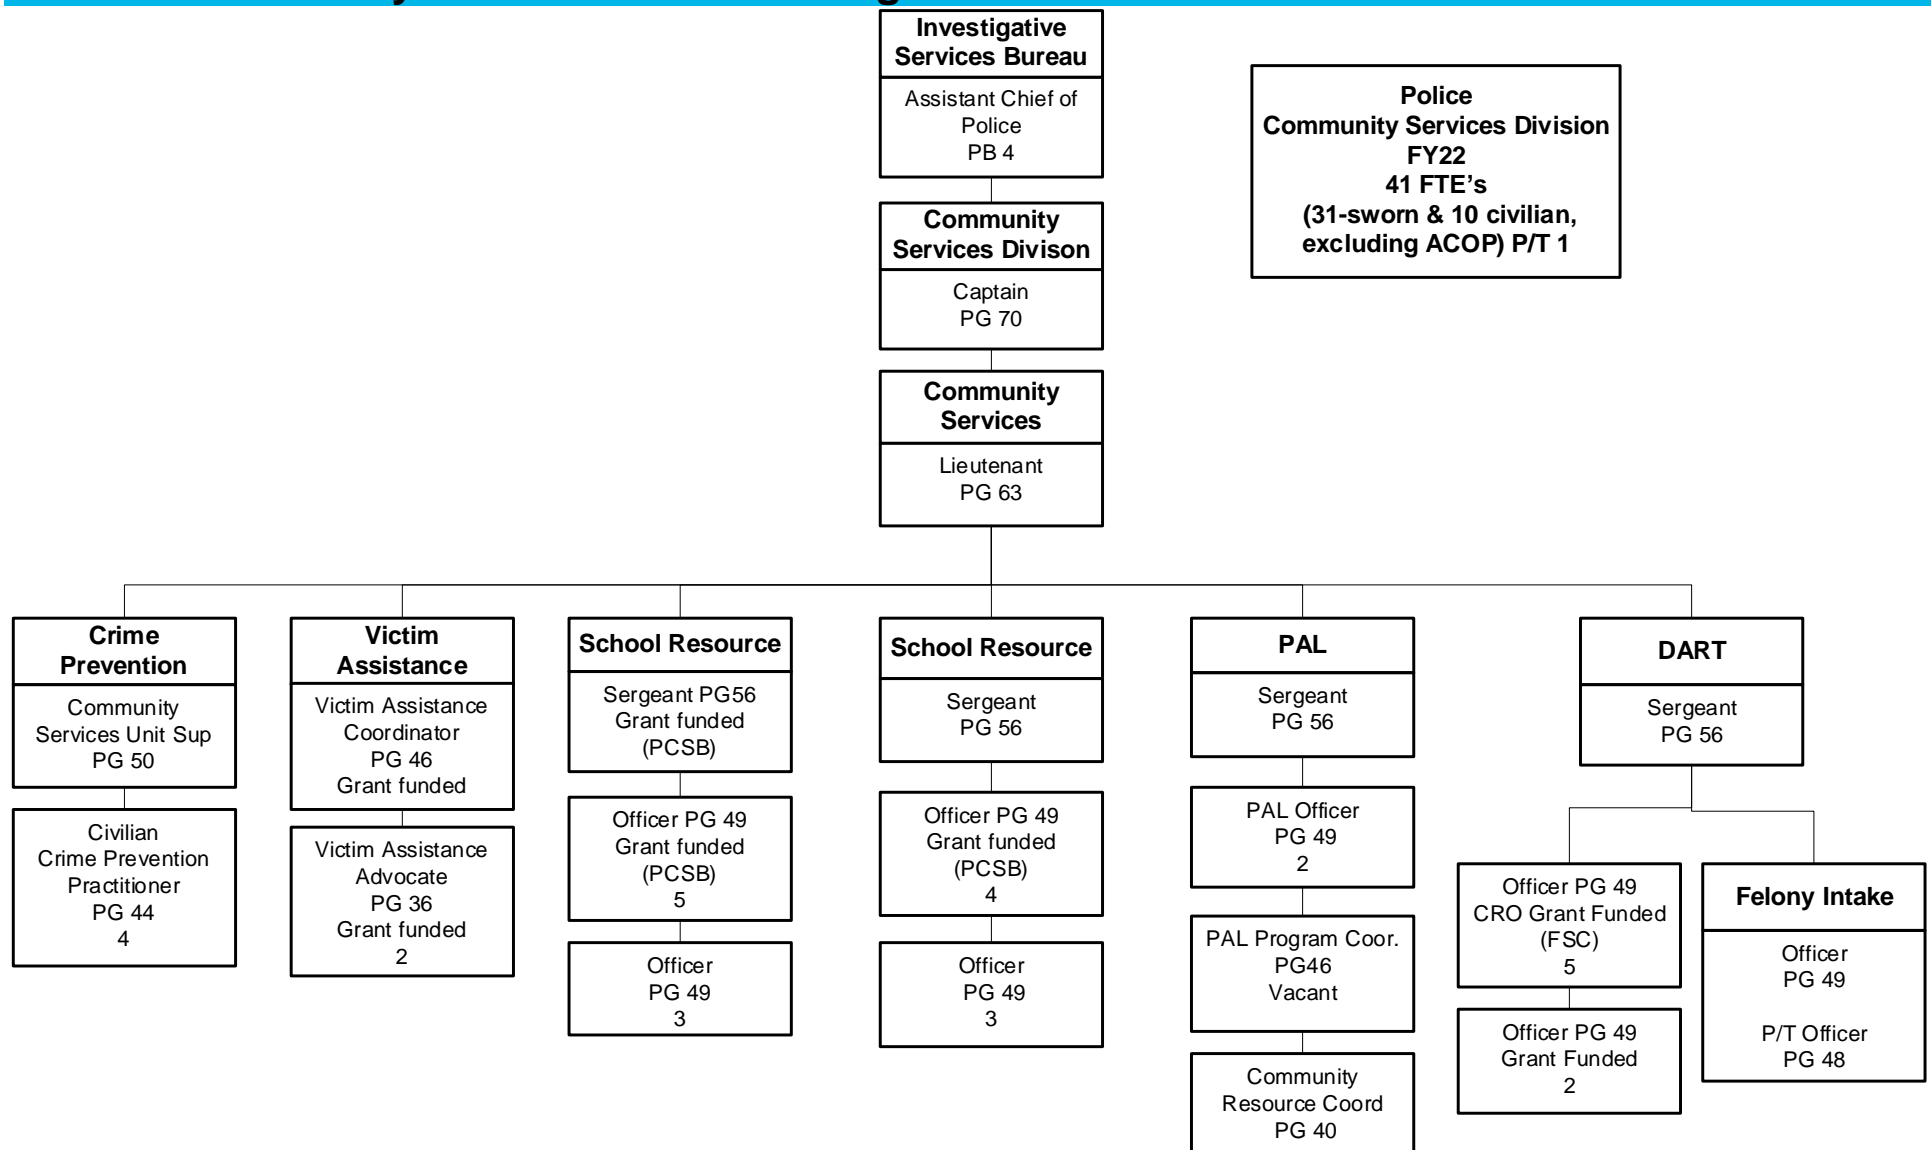 Investigative
Services Bureau
Assistant Chief of
Police
PB 4
Police
Community Services Division
FY22
41 FTE's
(31-sworn & 10 civilian,
excluding ACOP) P/T 1
Community
Services Divison
Captain
PG 70
Community
Services
Lieutenant
PG 63
Crime
Prevention
Community
Services Unit Sup
PG 50
Civilian
Crime Prevention
Practitioner
PG 44
4
Victim
Assistance
Victim Assistance
Coordinator
PG 46
Grant funded
Victim Assistance
Advocate
PG 36
Grant funded
2
School Resource
Sergeant PG56
Grant funded
(PCSB)
Officer PG 49
Grant funded
(PCSB)
5
Officer
PG 49
3
School Resource
Sergeant
PG 56
Officer PG 49
Grant funded
(PCSB)
4
Officer
PG 49
3
PAL
Sergeant
PG 56
PAL Officer
PG 49
2
PAL Program Coor.
PG46
Vacant
Community
Resource Coord
PG 40
DART
Sergeant
PG 56
Officer PG 49
CRO Grant Funded
(FSC)
5
Officer PG 49
Grant Funded
2
Felony Intake
Officer
PG 49
P/T Officer
PG 48